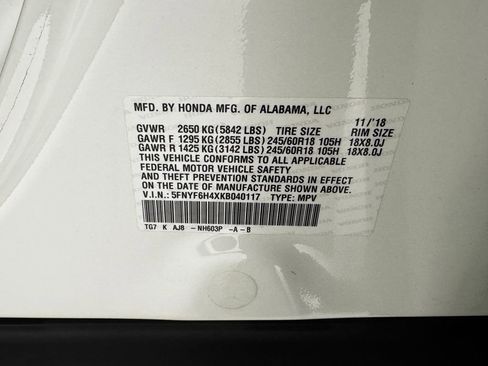 MFD. BY HONDA MFG. OF ALABAMA, LLC 11/'18
GVWR 2650 KG(5842 LBS) TIRE SIZE RIM SIZE
GAWR F 1295 KG(2855 LBS) 245/60R18 105H 18X8.0J
GAWR R 1425 KG(3142 LBS) 245/60R18 105H 18X8.0J
THIS VEHICLE CONFORMS TO ALL APPLICABLE
FEDERAL MOTOR VEHICLE SAFETY
AND THEFT PREVENTION STANDARDS IN EFFECT
ON THE DATE OF MANUFACTURE SHOWN ABOVE.
V.I.N.: 5FNYF6H4XKB040117 TYPE: MPV
TG7 K AJ8 -NH603P -A -B